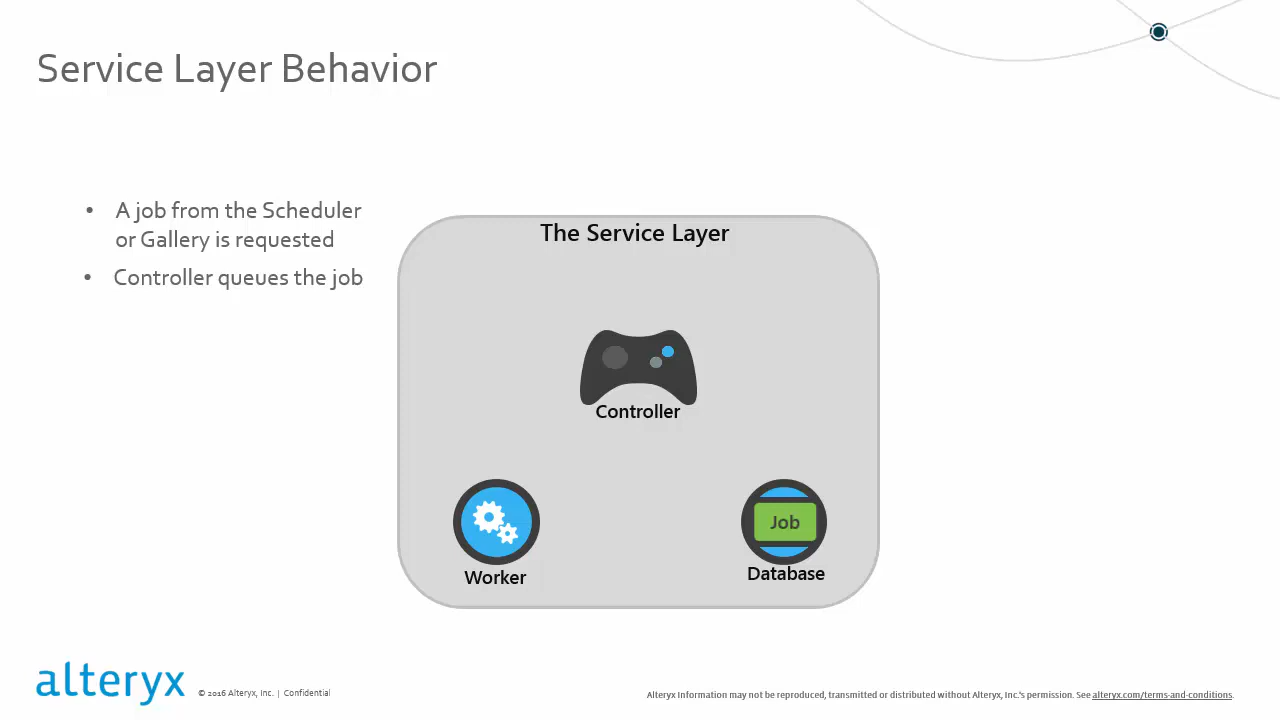 Service Layer Behavior
• A job from the Scheduler
or Gallery is requested
• Controller queues the job
The Service Layer
Controller
Job
Worker
Database
alteryx
© 2016 Alteryx, Inc. | Confidential
Alteryx Information may not be reproduced, transmitted or distributed without Alteryx, Inc.'s permission. See alteryx.com/terms-and-conditions.